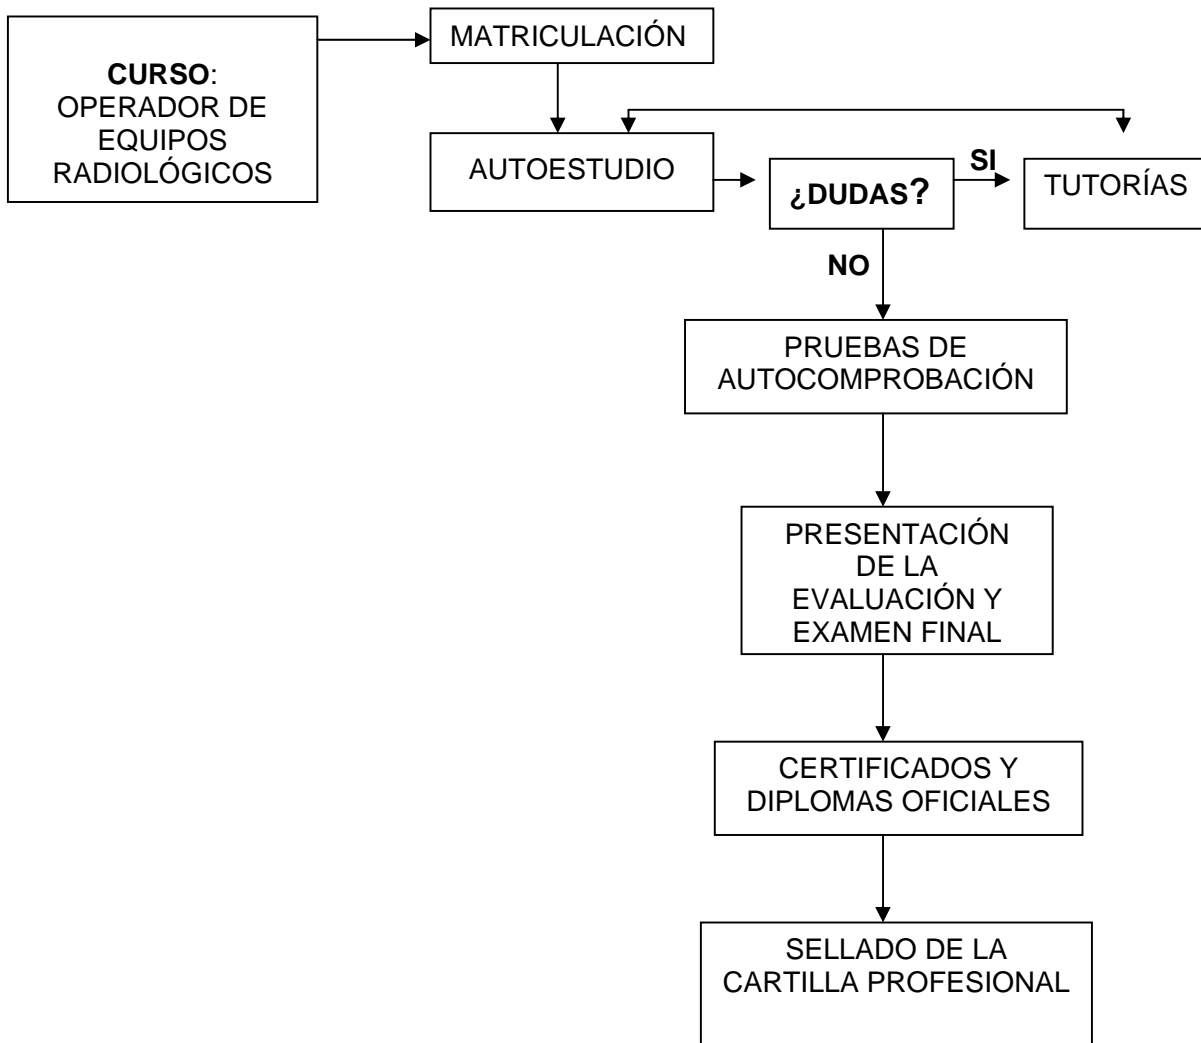 CURSO:
OPERADOR DE
EQUIPOS
RADIOLÓGICOS
MATRICULACIÓN
AUTOESTUDIO
¿DUDAS?
SI
TUTORÍAS
NO
PRUEBAS DE
AUTOCOMPROBACIÓN
PRESENTACIÓN
DE LA
EVALUACIÓN Y
EXAMEN FINAL
CERTIFICADOS Y
DIPLOMAS OFICIALES
SELLADO DE LA
CARTILLA PROFESIONAL